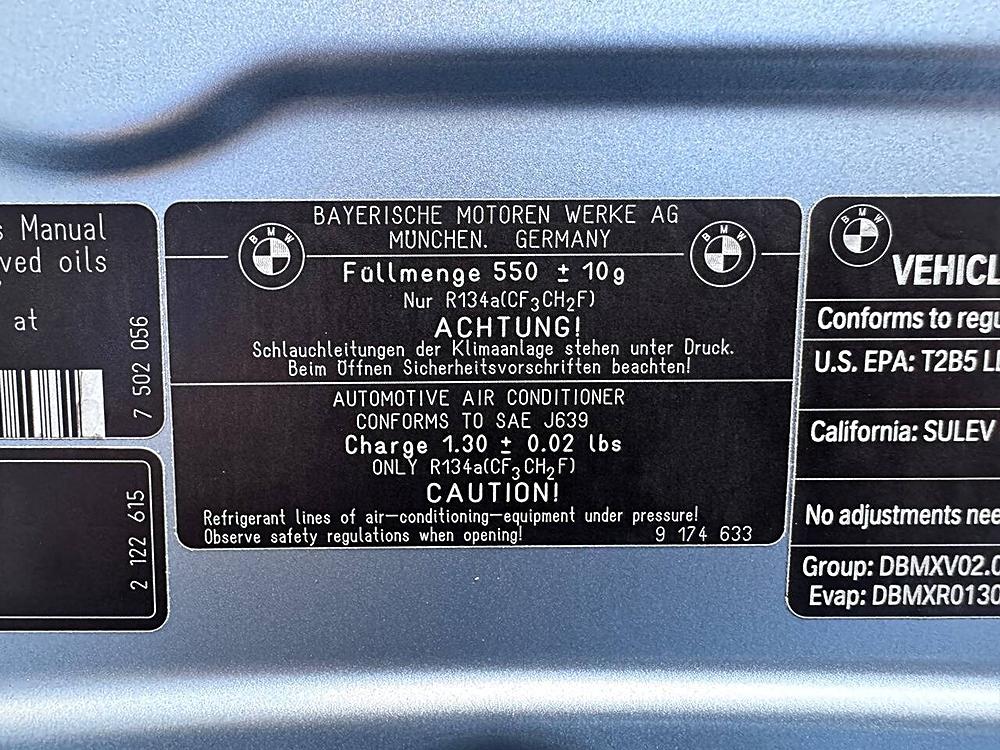 s Manual
ved oils
at
7 502 056
2 122 615
BAYERISCHE MOTOREN WERKE AG
MÜNCHEN. GERMANY
BMW
BMW
Füllmenge 550 ± 10g
Nur R134a(CF₃CH₂F)
ACHTUNG!
Schlauchleitungen der Klimaanlage stehen unter Druck.
Beim Öffnen Sicherheitsvorschriften beachten!
AUTOMOTIVE AIR CONDITIONER
CONFORMS TO SAE J639
Charge 1.30 ± 0.02 lbs
ONLY R134a(CF₃CH₂F)
CAUTION!
Refrigerant lines of air-conditioning-equipment under pressure!
Observe safety regulations when opening!
9 174 633
BMW
VEHICL
Conforms to regu
U.S. EPA: T2B5 L
California: SULEV
No adjustments nee
Group: DBMXV02.0
Evap: DBMXR0130